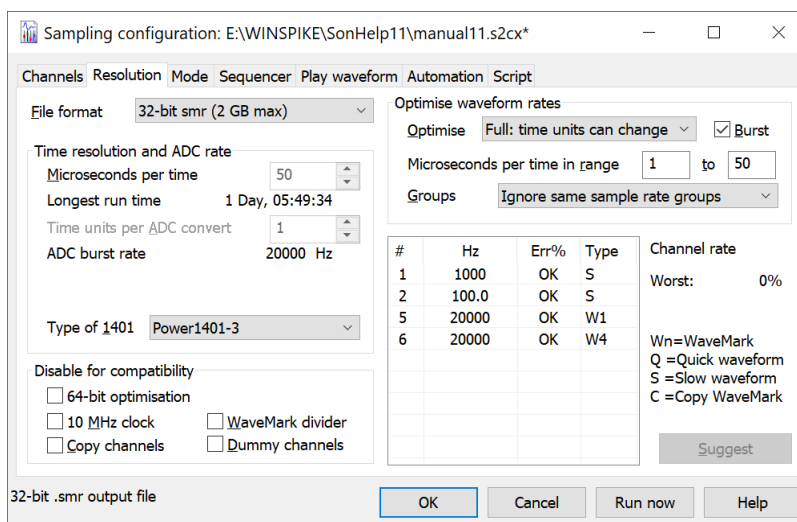 Sampling configuration: E:\WINSPIKE\SonHelp11\manual11.s2cx*
Channels Resolution Mode Sequencer Play waveform Automation Script
File format 32-bit smr (2 GB max)
Time resolution and ADC rate
Microseconds per time 50
Longest run time 1 Day, 05:49:34
Time units per ADC convert 1
ADC burst rate 20000 Hz
Type of 1401 Power1401-3
Disable for compatibility
64-bit optimisation
10 MHz clock WaveMark divider
Copy channels Dummy channels
Optimise waveform rates
Optimise Full: time units can change Burst
Microseconds per time in range 1 to 50
Groups Ignore same sample rate groups
# Hz Err% Type
1 1000 OK S
2 100.0 OK S
5 20000 OK W1
6 20000 OK W4
Channel rate
Worst: 0%
Wn=WaveMark
Q =Quick waveform
S =Slow waveform
C =Copy WaveMark
Suggest
32-bit .smr output file
OK Cancel Run now Help